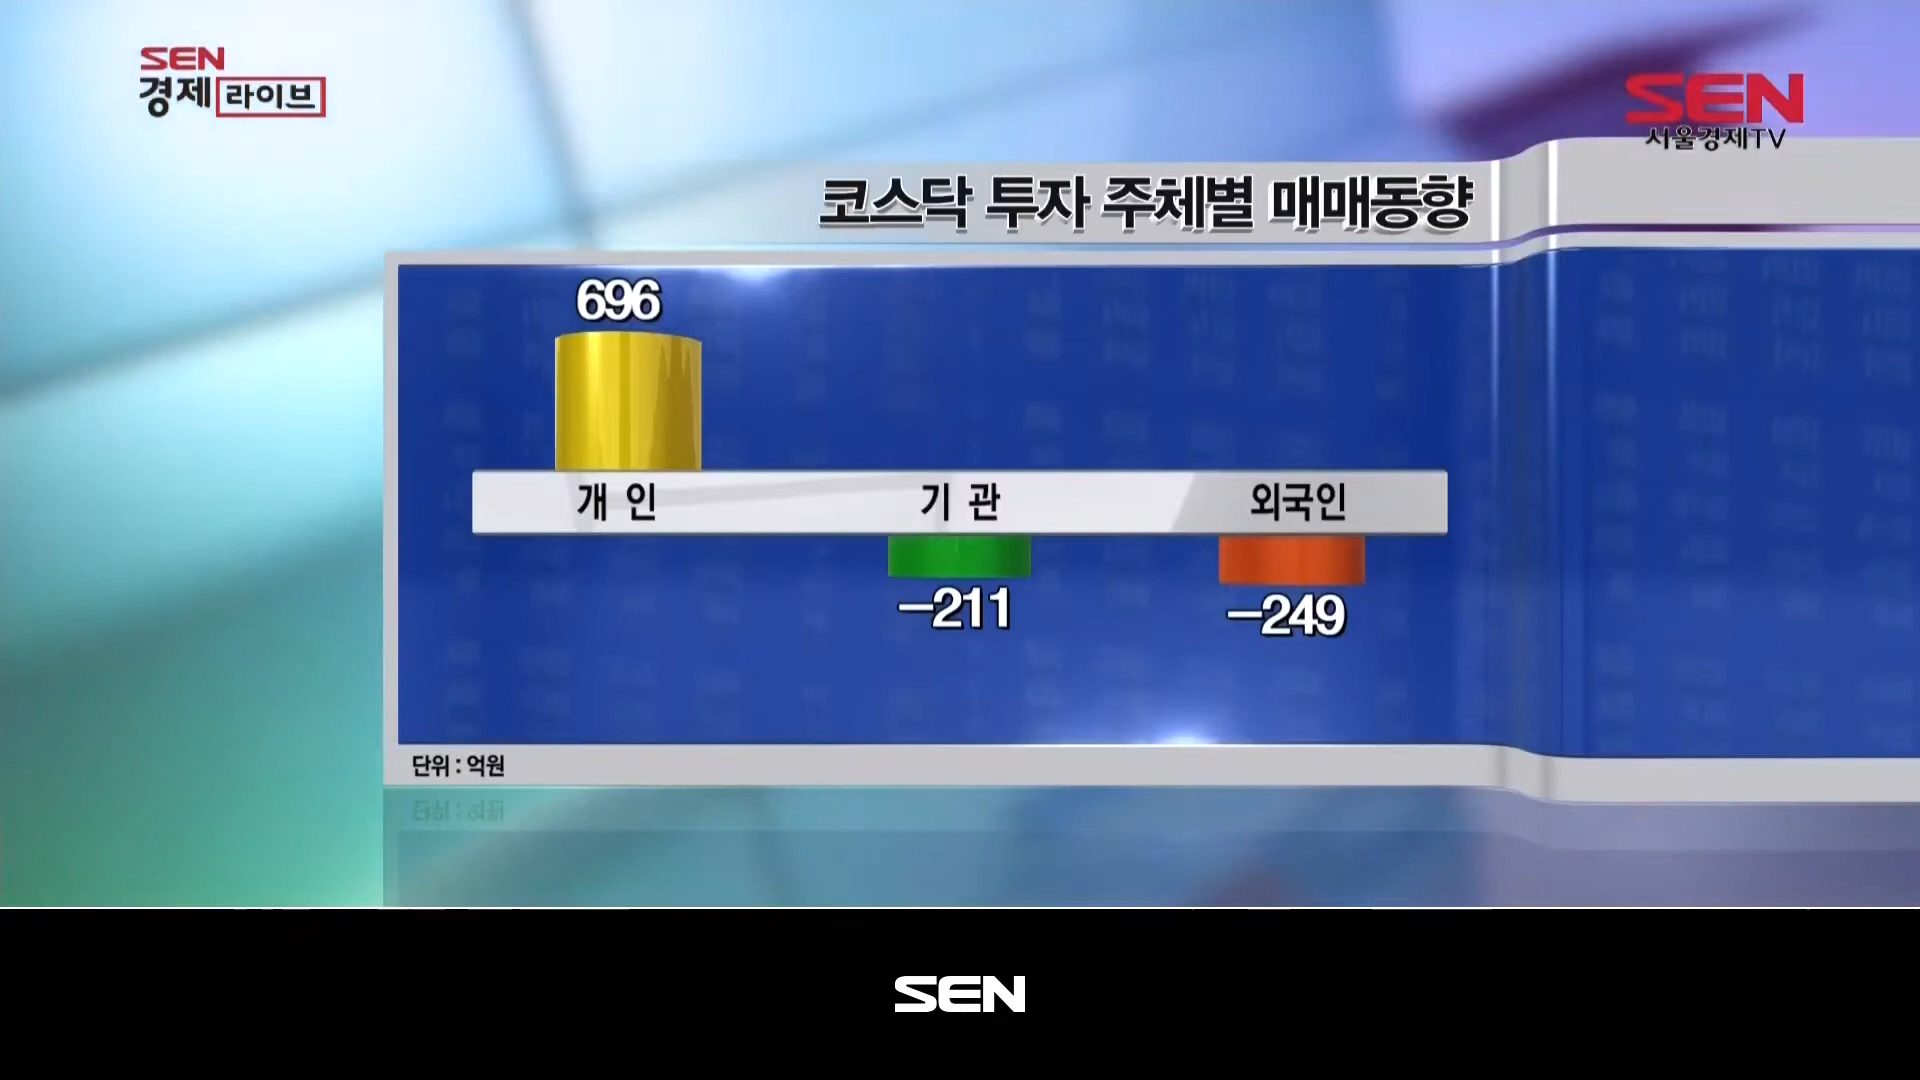 SEN
경제 라이브
SEN
서울경제TV
코스닥 투자 주체별 매매동향
696
개 인
기 관
외국인
-211
-249
단위 : 억원
SEN